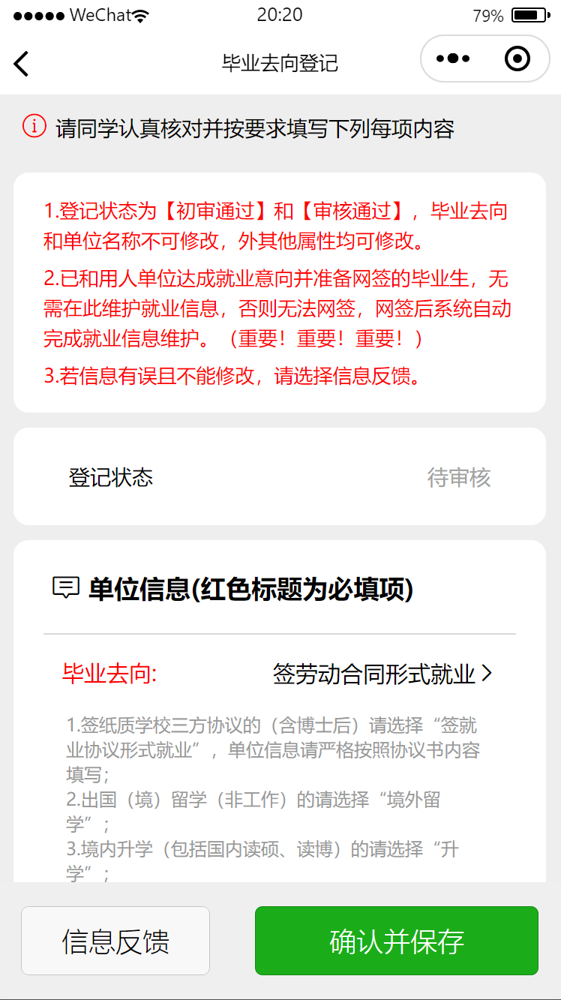 WeChat 20:20 79%
毕业去向登记
请同学认真核对并按要求填写下列每项内容
1.登记状态为【初审通过】和【审核通过】，毕业去向
和单位名称不可修改，外其他属性均可修改。
2.已和用人单位达成就业意向并准备网签的毕业生，无
需在此维护就业信息，否则无法网签，网签后系统自动
完成就业信息维护。（重要！重要！重要！）
3.若信息有误且不能修改，请选择信息反馈。
登记状态 待审核
单位信息(红色标题为必填项)
毕业去向: 签劳动合同形式就业
1.签纸质学校三方协议的（含博士后）请选择“签就
业协议形式就业”，单位信息请严格按照协议书内容
填写；
2.出国（境）留学（非工作）的请选择“境外留
学”；
3.境内升学（包括国内读硕、读博）的请选择“升
学”；
信息反馈 确认并保存